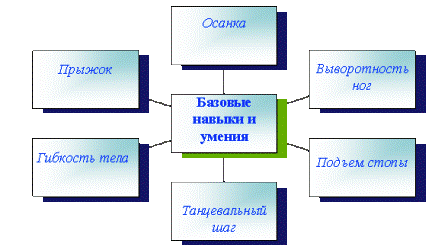 Осанка
Прыжок
Выворотность
ног
Базовые
навыки и
умения
Гибкость тела
Подъем стопы
Танцевальный
шаг